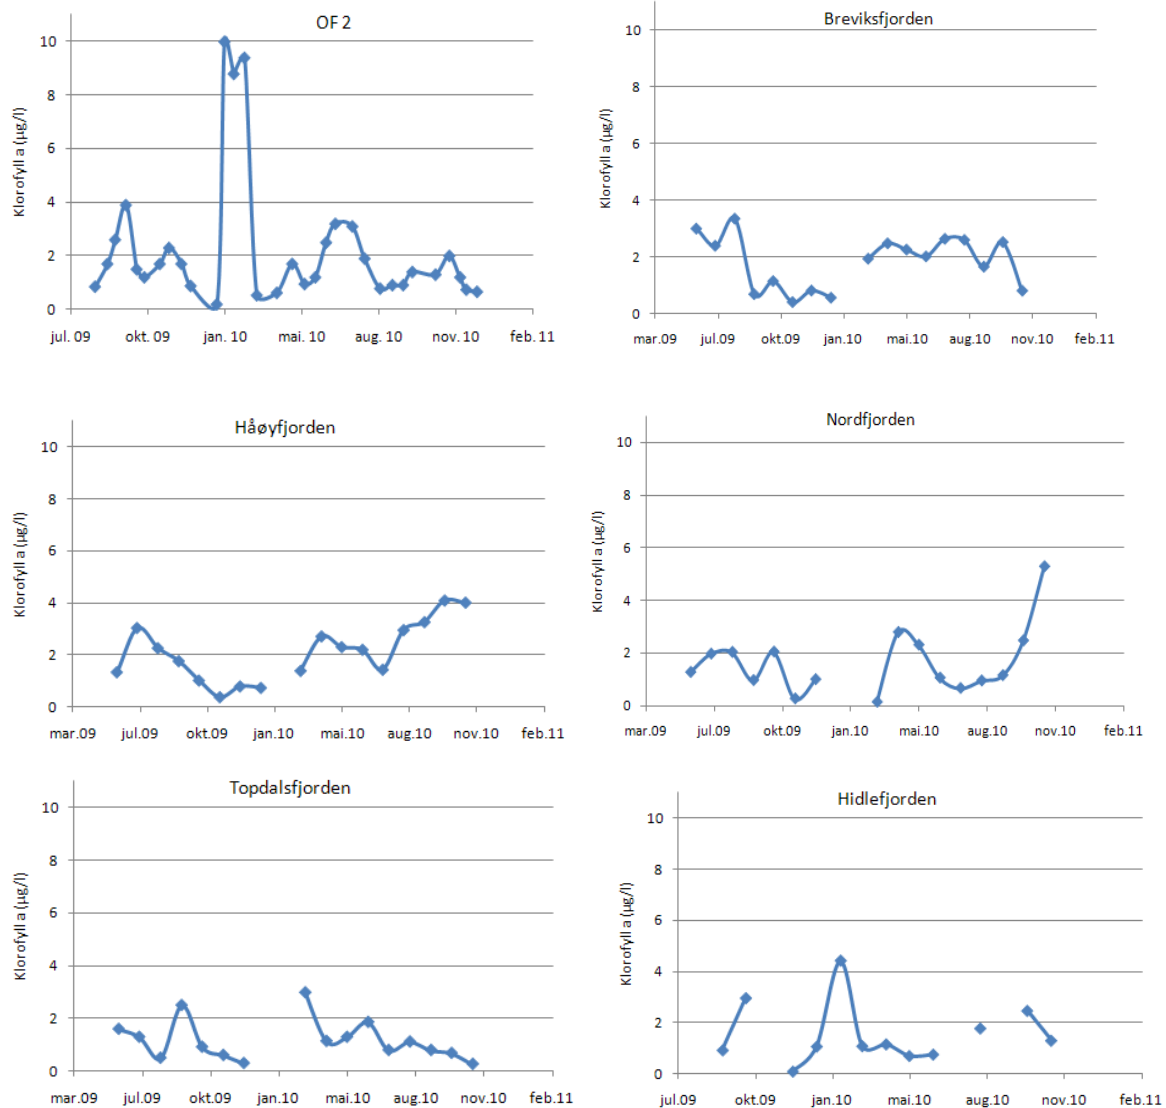 OF 2
Klorofyll a (µg/l)
10
8
6
4
2
0
jul. 09 okt. 09 jan. 10 mai. 10 aug. 10 nov. 10 feb. 11
Breviksfjorden
Klorofyll a (µg/l)
10
8
6
4
2
0
mar.09 jul.09 okt.09 jan.10 mai.10 aug.10 nov.10 feb.11
Håøyfjorden
Klorofyll a (µg/l)
10
8
6
4
2
0
mar.09 jul.09 okt.09 jan.10 mai.10 aug.10 nov.10 feb.11
Nordfjorden
Klorofyll a (µg/l)
10
8
6
4
2
0
mar.09 jul.09 okt.09 jan.10 mai.10 aug.10 nov.10 feb.11
Topdalsfjorden
Klorofyll a (µg/l)
10
8
6
4
2
0
mar.09 jul.09 okt.09 jan.10 mai.10 aug.10 nov.10 feb.11
Hidlefjorden
Klorofyll a (µg/l)
10
8
6
4
2
0
jul.09 okt.09 jan.10 mai.10 aug.10 nov.10 feb.11